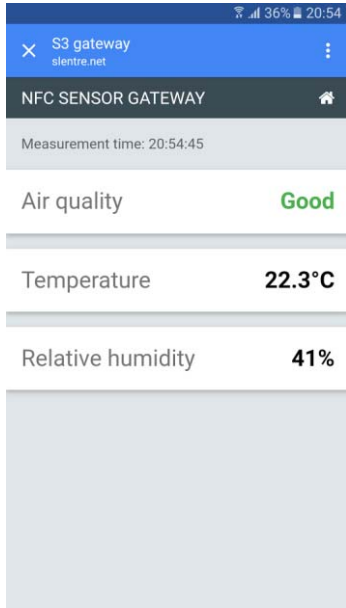 36% 20:54
S3 gateway
slentre.net
NFC SENSOR GATEWAY
Measurement time: 20:54:45
Air quality Good
Temperature 22.3°C
Relative humidity 41%